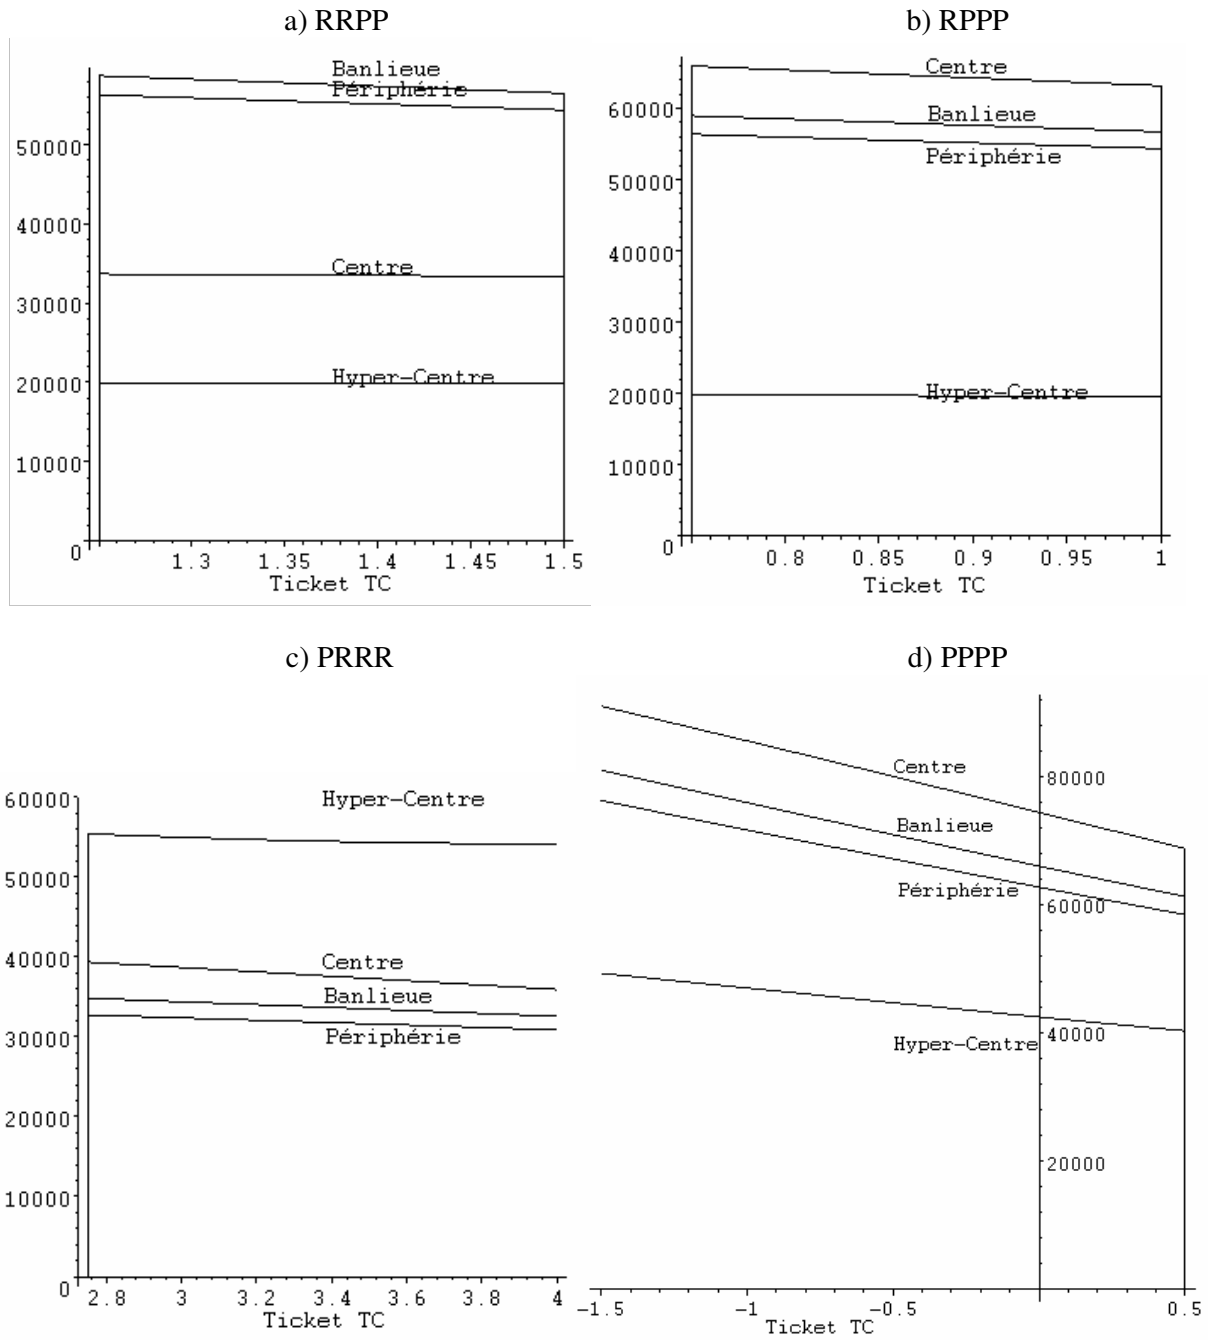 a) RRPP
Banlieue
Périphérie
50000
40000
Centre
30000
Hyper-Centre
20000
10000
0
1.3 1.35 1.4 1.45 1.5
Ticket TC
b) RPPP
Centre
60000
Banlieue
Périphérie
50000
40000
30000
Hyper-Centre
20000
10000
0
0.8 0.85 0.9 0.95 1
Ticket TC
c) PRRR
60000
Hyper-Centre
50000
40000
Centre
Banlieue
Périphérie
30000
20000
10000
0
2.8 3 3.2 3.4 3.6 3.8 4
Ticket TC
d) PPPP
Centre
80000
Banlieue
Périphérie
60000
Hyper-Centre
40000
20000
-1.5 -1 -0.5 0.5
Ticket TC